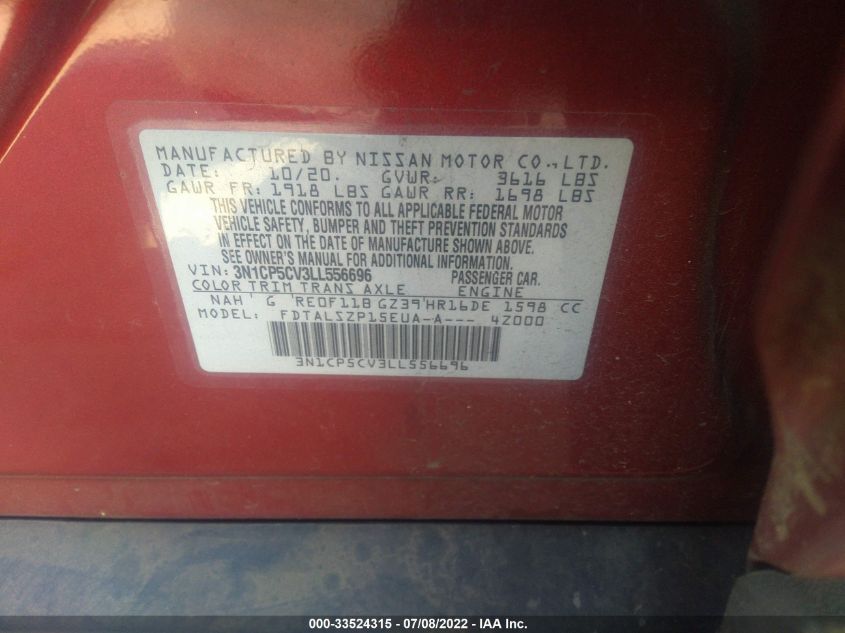 MANUFACTURED BY NISSAN MOTOR CO., LTD.
DATE: 10/20. GVWR: 3616 LBS
GAWR FR: 1918 LBS GAWR RR: 1698 LBS
THIS VEHICLE CONFORMS TO ALL APPLICABLE FEDERAL MOTOR
VEHICLE SAFETY, BUMPER AND THEFT PREVENTION STANDARDS
IN EFFECT ON THE DATE OF MANUFACTURE SHOWN ABOVE.
SEE OWNER'S MANUAL FOR ADDITIONAL INFORMATION.
VIN: 3N1CP5CV3LL556696 PASSENGER CAR.
COLOR TRIM TRANS AXLE ENGINE
NAH G RE0F11B GZ39 HR16DE 1598 CC
MODEL: FDTALSZP15EUA-A--- 4Z000
3N1CP5CV3LL556696
000-33524315 - 07/08/2022 - IAA Inc.